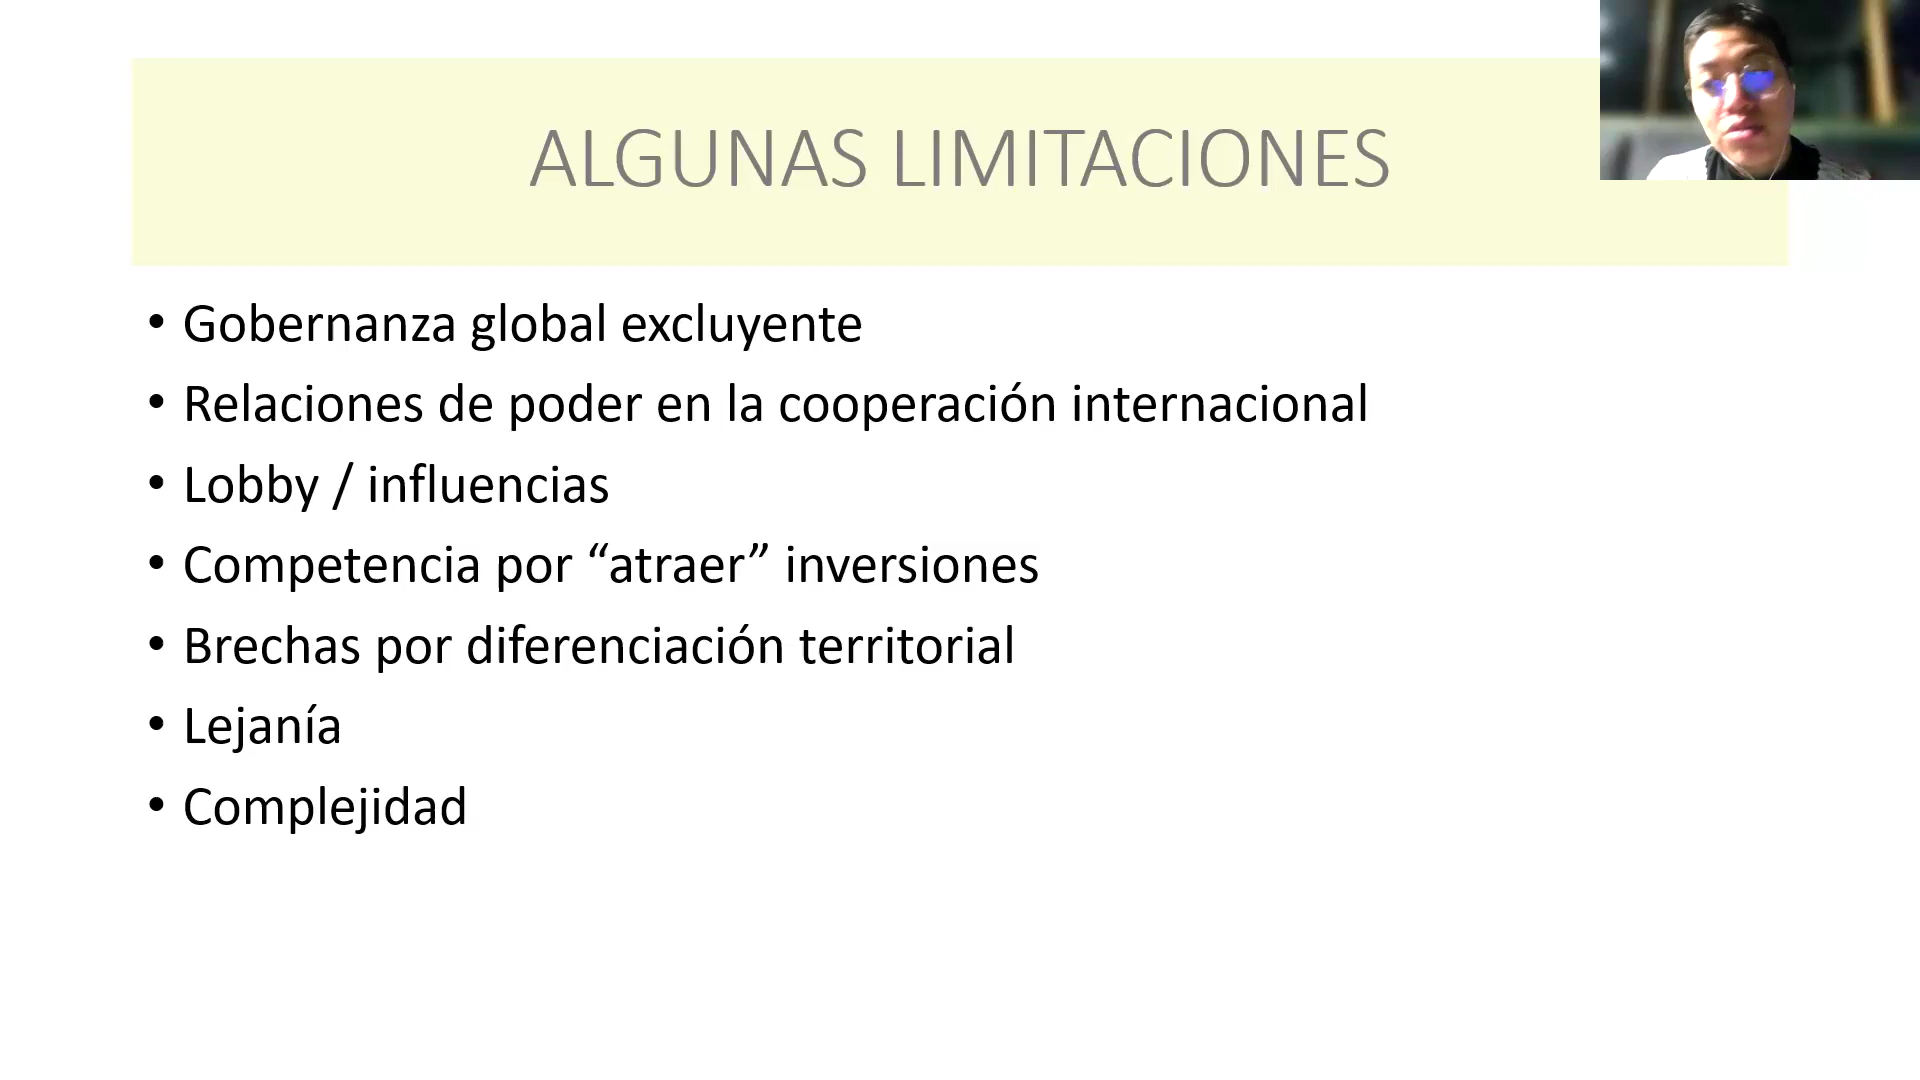 ALGUNAS LIMITACIONES
• Gobernanza global excluyente
• Relaciones de poder en la cooperación internacional
• Lobby / influencias
• Competencia por “atraer” inversiones
• Brechas por diferenciación territorial
• Lejanía
• Complejidad